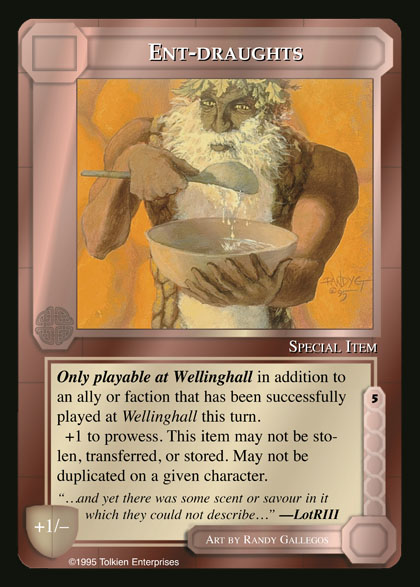 Ent-draughts
RANDYG
Special Item
Only playable at Wellinghall in addition to
an ally or faction that has been successfully
played at Wellinghall this turn.
+1 to prowess. This item may not be sto-
len, transferred, or stored. May not be
duplicated on a given character.
“…and yet there was some scent or savour in it
which they could not describe…” —LotRIII
5
+1/–
Art by Randy Gallegos
©1995 Tolkien Enterprises